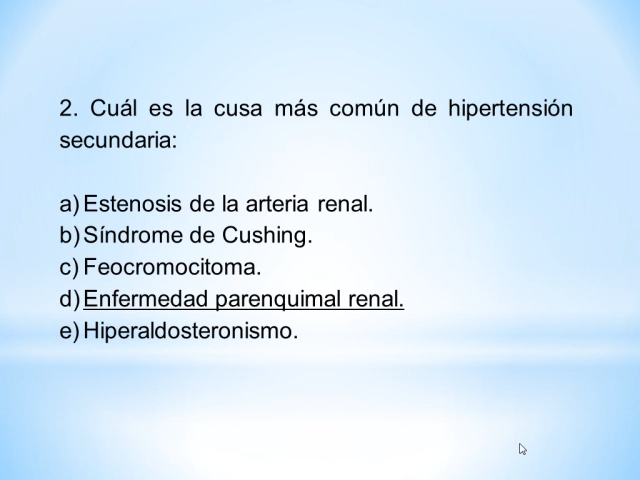 2. Cuál es la cusa más común de hipertensión
secundaria:
a) Estenosis de la arteria renal.
b) Síndrome de Cushing.
c) Feocromocitoma.
d) Enfermedad parenquimal renal.
e) Hiperaldosteronismo.